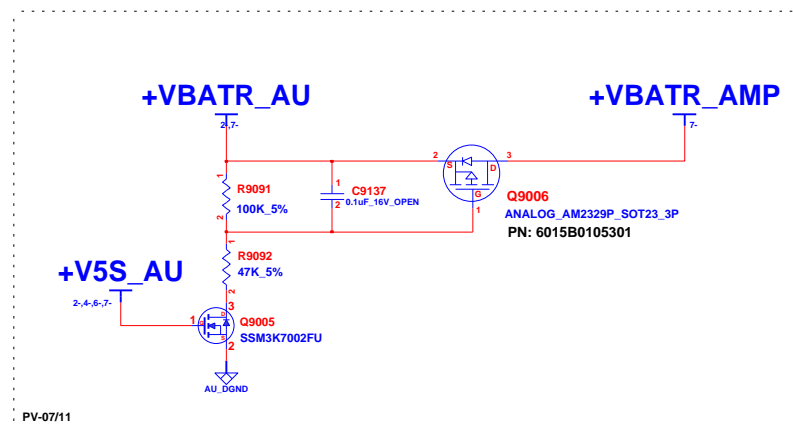 +VBATR_AU
2-,7-
+VBATR_AMP
7-
2
S
D
3
G
1
Q9006
ANALOG_AM2329P_SOT23_3P
PN: 6015B0105301
1
R9091
100K_5%
2
1
C9137
2
0.1uF_16V_OPEN
1
R9092
47K_5%
2
+V5S_AU
2-,4-,6-,7-
1
G
D
S
3
Q9005
SSM3K7002FU
2
AU_DGND
PV-07/11